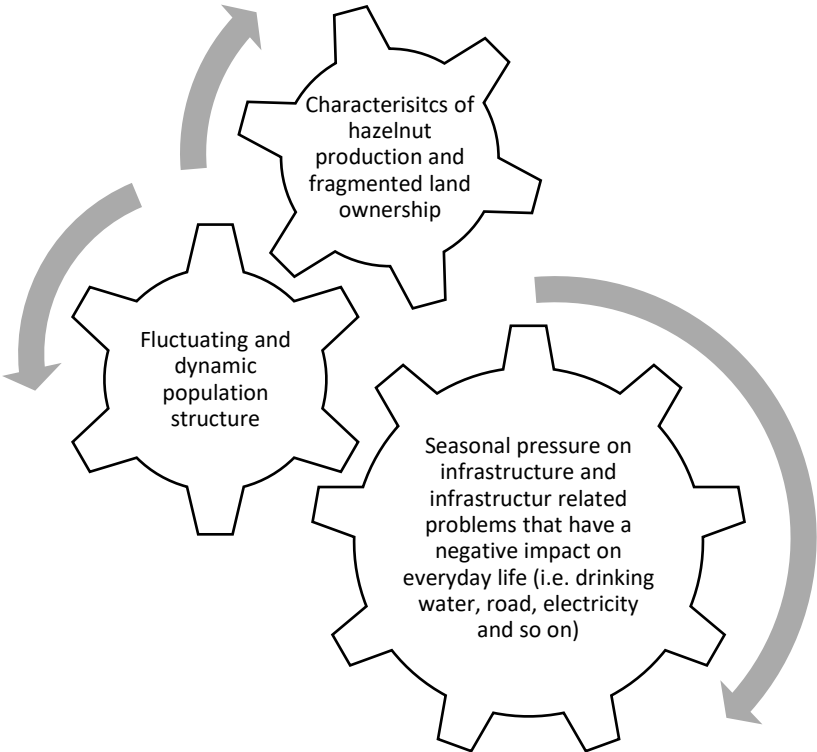 Characterisitcs of
hazelnut
production and
fragmented land
ownership
Fluctuating and
dynamic
population
structure
Seasonal pressure on
infrastructure and
infrastructur related
problems that have a
negative impact on
everyday life (i.e. drinking
water, road, electricity
and so on)